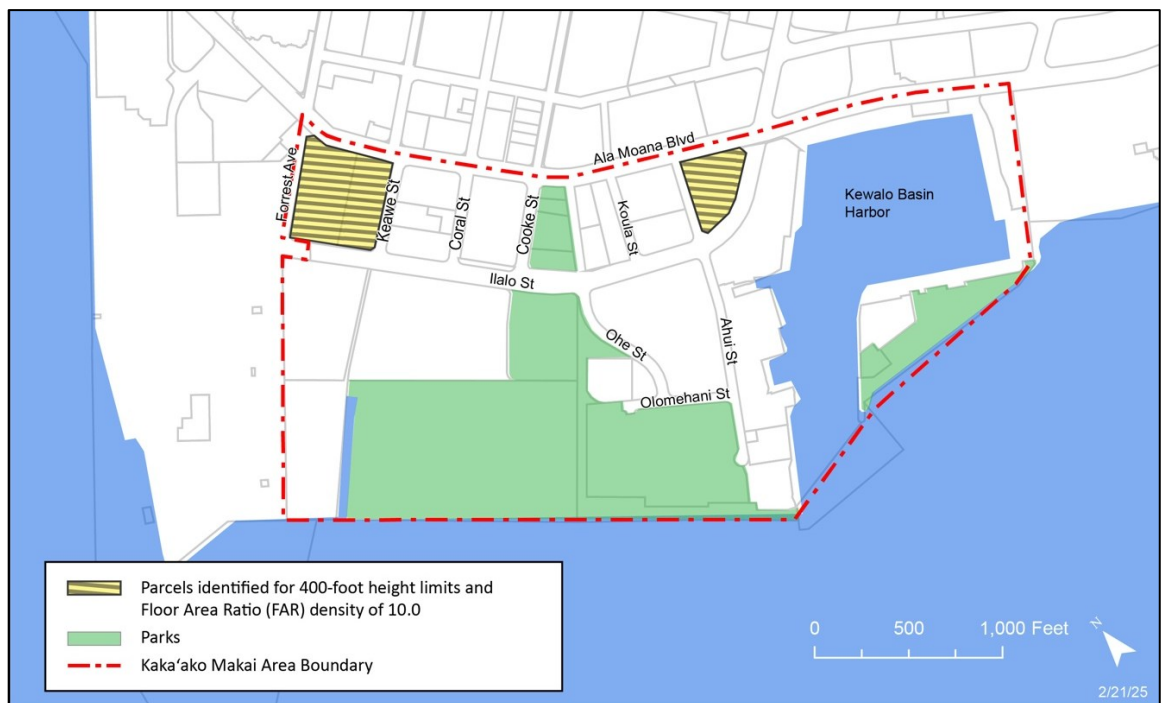 Ala Moana Blvd
Forrest Ave
Keawe St
Coral St
Cooke St
Koula St
Kewalo Basin
Harbor
Ilalo St
Ohe St
Ahui St
Olomehani St
Parcels identified for 400-foot height limits and
Floor Area Ratio (FAR) density of 10.0
Parks
Kakaʻako Makai Area Boundary
0 500 1,000 Feet
N
2/21/25